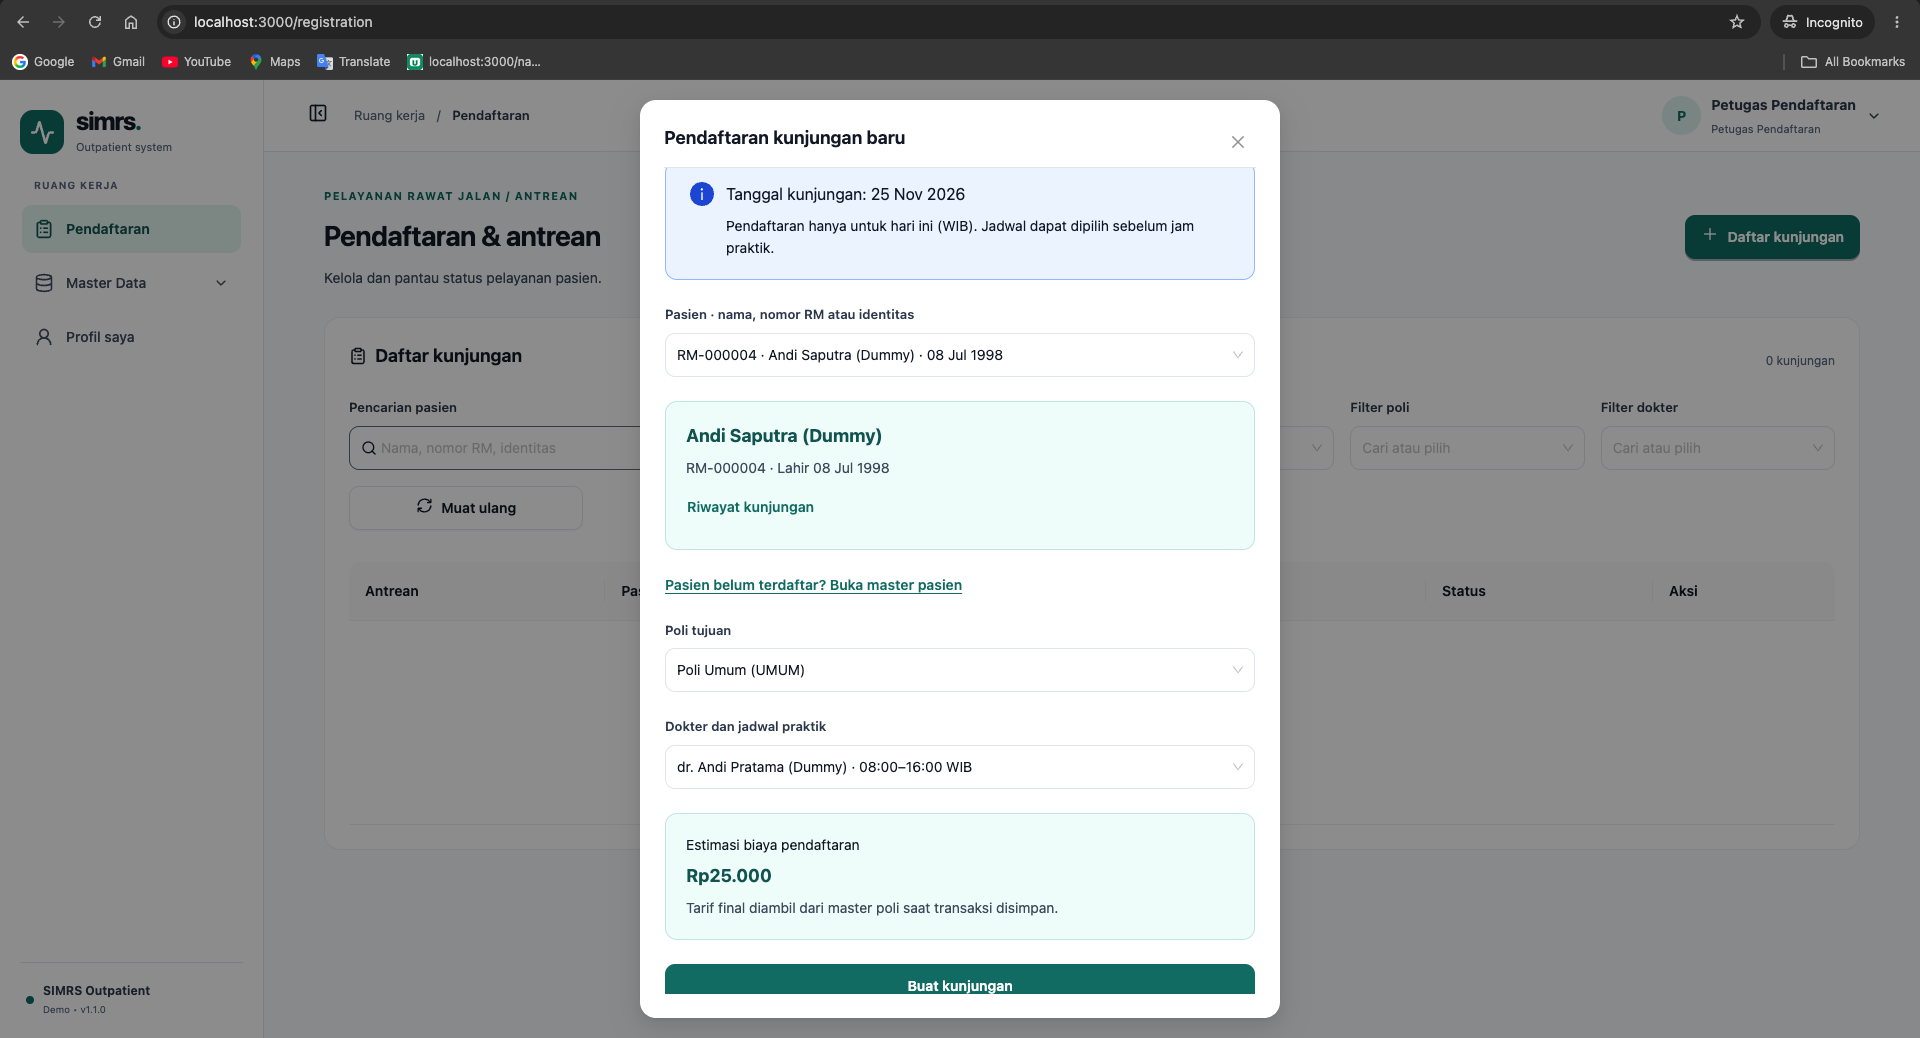 localhost:3000/registration
Incognito
Google
Gmail
YouTube
Maps
Translate
localhost:3000/na...
All Bookmarks
simrs.
Outpatient system
RUANG KERJA
Pendaftaran
Master Data
Profil saya
SIMRS Outpatient
Demo • v1.1.0
Ruang kerja / Pendaftaran
P
Petugas Pendaftaran
Petugas Pendaftaran
PELAYANAN RAWAT JALAN / ANTREAN
Pendaftaran & antrean
Kelola dan pantau status pelayanan pasien.
Daftar kunjungan
Daftar kunjungan
0 kunjungan
Pencarian pasien
Nama, nomor RM, identitas
Filter poli
Cari atau pilih
Filter dokter
Cari atau pilih
Muat ulang
Antrean
Pas
Status
Aksi
Pendaftaran kunjungan baru
Tanggal kunjungan: 25 Nov 2026
Pendaftaran hanya untuk hari ini (WIB). Jadwal dapat dipilih sebelum jam
praktik.
Pasien · nama, nomor RM atau identitas
RM-000004 · Andi Saputra (Dummy) · 08 Jul 1998
Andi Saputra (Dummy)
RM-000004 · Lahir 08 Jul 1998
Riwayat kunjungan
Pasien belum terdaftar? Buka master pasien
Poli tujuan
Poli Umum (UMUM)
Dokter dan jadwal praktik
dr. Andi Pratama (Dummy) · 08:00–16:00 WIB
Estimasi biaya pendaftaran
Rp25.000
Tarif final diambil dari master poli saat transaksi disimpan.
Buat kunjungan